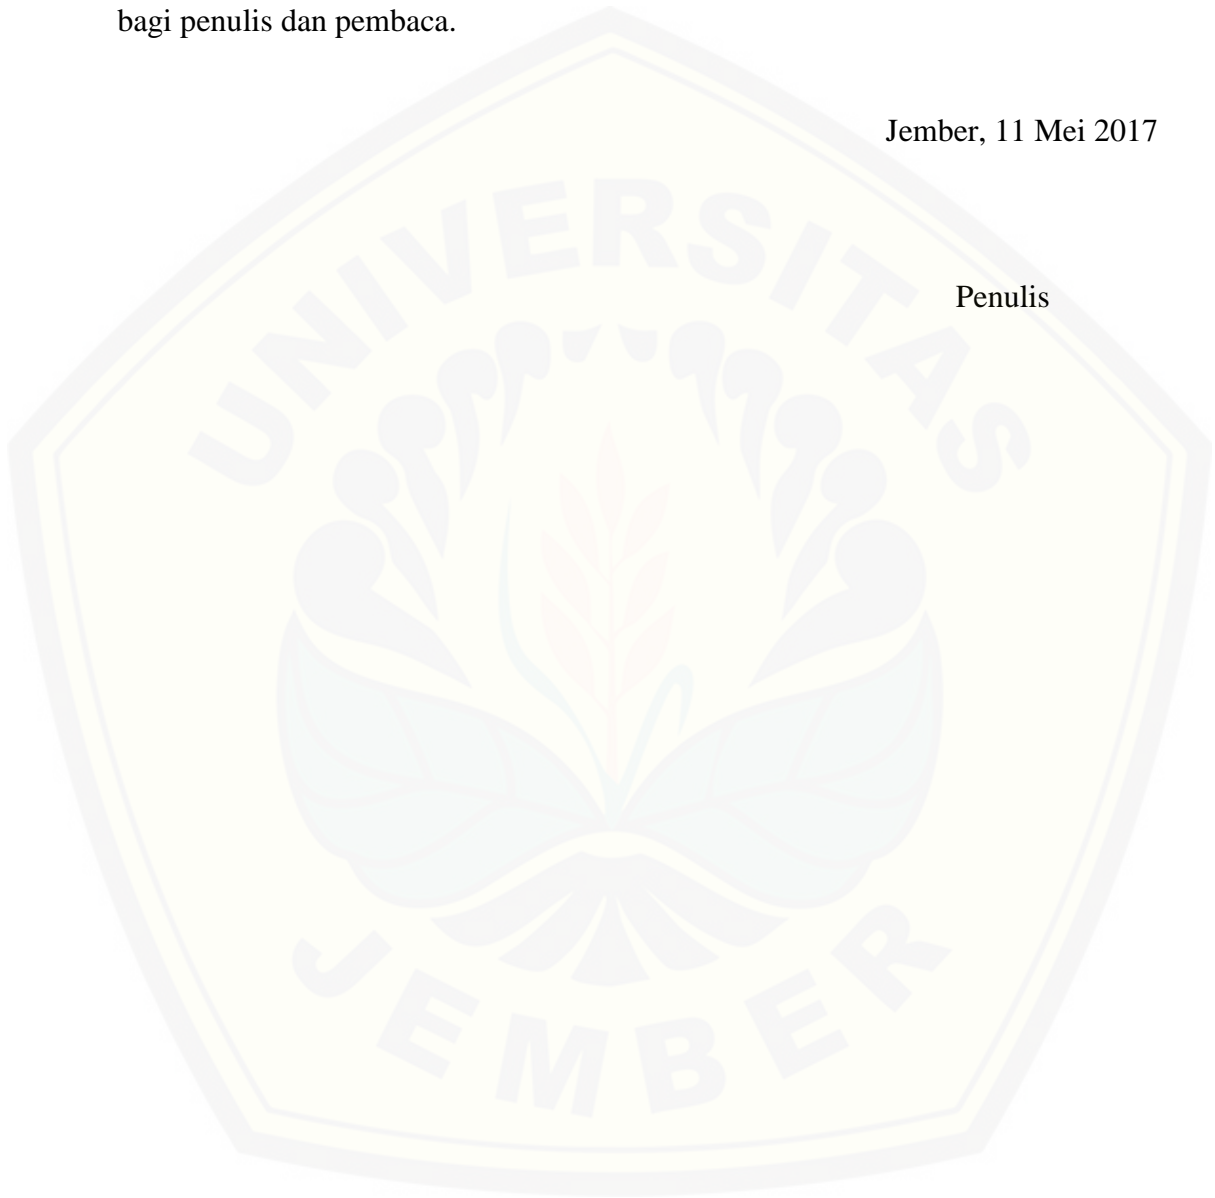 bagi penulis dan pembaca.
Jember, 11 Mei 2017
UNIVERSITAS
Penulis
JEMBER